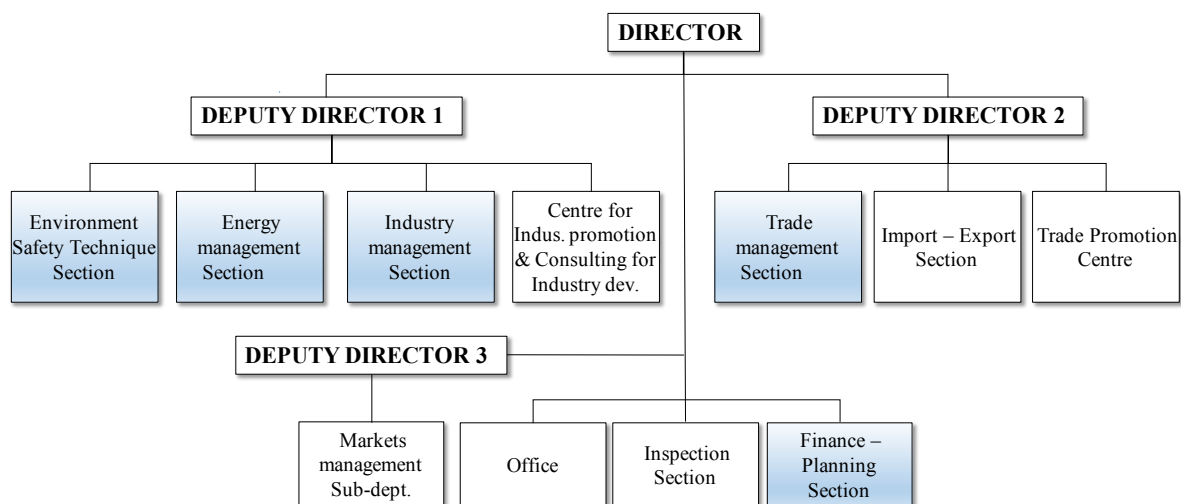 DIRECTOR
DEPUTY DIRECTOR 1
DEPUTY DIRECTOR 2
Environment
Safety Technique
Section
Energy
management
Section
Industry
management
Section
Centre for
Indus. promotion
& Consulting for
Industry dev.
Trade
management
Section
Import – Export
Section
Trade Promotion
Centre
DEPUTY DIRECTOR 3
Markets
management
Sub-dept.
Office
Inspection
Section
Finance –
Planning
Section